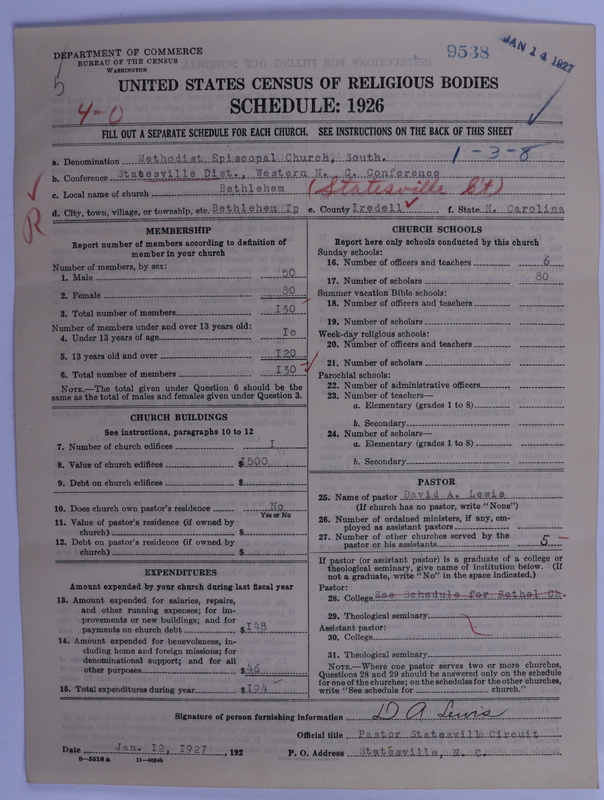 DEPARTMENT OF COMMERCE
BUREAU OF THE CENSUS
WASHINGTON
9538
JAN 14 1927
5
4-0
UNITED STATES CENSUS OF RELIGIOUS BODIES
SCHEDULE: 1926
FILL OUT A SEPARATE SCHEDULE FOR EACH CHURCH. SEE INSTRUCTIONS ON THE BACK OF THIS SHEET
a. Denomination Methodist Episcopal Church, South. 1-3-8
b. Conference Statesville Dist., Western N. C. Conference
c. Local name of church Bethlehem (Statesville Ct)
d. City, town, village, or township, etc. Bethlehem Tp e. County Iredell f. State N. Carolina
R
MEMBERSHIP
Report number of members according to definition of
member in your church
Number of members, by sex:
1. Male 50
2. Female 80
3. Total number of members I30
Number of members under and over 13 years old:
4. Under 13 years of age Io
5. 13 years old and over I20
6. Total number of members I30
NOTE.—The total given under Question 6 should be the
same as the total of males and females given under Question 3.
CHURCH BUILDINGS
See instructions, paragraphs 10 to 12
7. Number of church edifices I
8. Value of church edifices $I500
9. Debt on church edifices $
10. Does church own pastor's residence No
Yes or No
11. Value of pastor's residence (if owned by
church) $
12. Debt on pastor's residence (if owned by
church) $
EXPENDITURES
Amount expended by your church during last fiscal year
13. Amount expended for salaries, repairs,
and other running expenses; for im-
provements or new buildings; and for
payments on church debt $I48
14. Amount expended for benevolences, in-
cluding home and foreign missions; for
denominational support; and for all
other purposes $46
15. Total expenditures during year $I94
CHURCH SCHOOLS
Report here only schools conducted by this church
Sunday schools:
16. Number of officers and teachers 6
17. Number of scholars 80
Summer vacation Bible schools:
18. Number of officers and teachers
19. Number of scholars
Week-day religious schools:
20. Number of officers and teachers
21. Number of scholars
Parochial schools:
22. Number of administrative officers
23. Number of teachers—
a. Elementary (grades 1 to 8)
b. Secondary
24. Number of scholars—
a. Elementary (grades 1 to 8)
b. Secondary
PASTOR
25. Name of pastor David A. Lewis
(If church has no pastor, write "None")
26. Number of ordained ministers, if any, em-
ployed as assistant pastors
27. Number of other churches served by the
pastor or his assistants 5
If pastor (or assistant pastor) is a graduate of a college or
theological seminary, give name of institution below. (If
not a graduate, write "No" in the space indicated.)
Pastor:
28. College See Schedule for Bethel Ch.
29. Theological seminary
Assistant pastor:
30. College
31. Theological seminary
NOTE.—Where one pastor serves two or more churches,
Questions 28 and 29 should be answered only on the schedule
for one of the churches; on the schedules for the other churches,
write "See schedule for church."
Signature of person furnishing information D A Lewis
Official title Pastor Statesvill Circuit
Date Jan. I2, I927, 192 P. O. Address Statesville, N. C.
8—5518 a 11—9084b